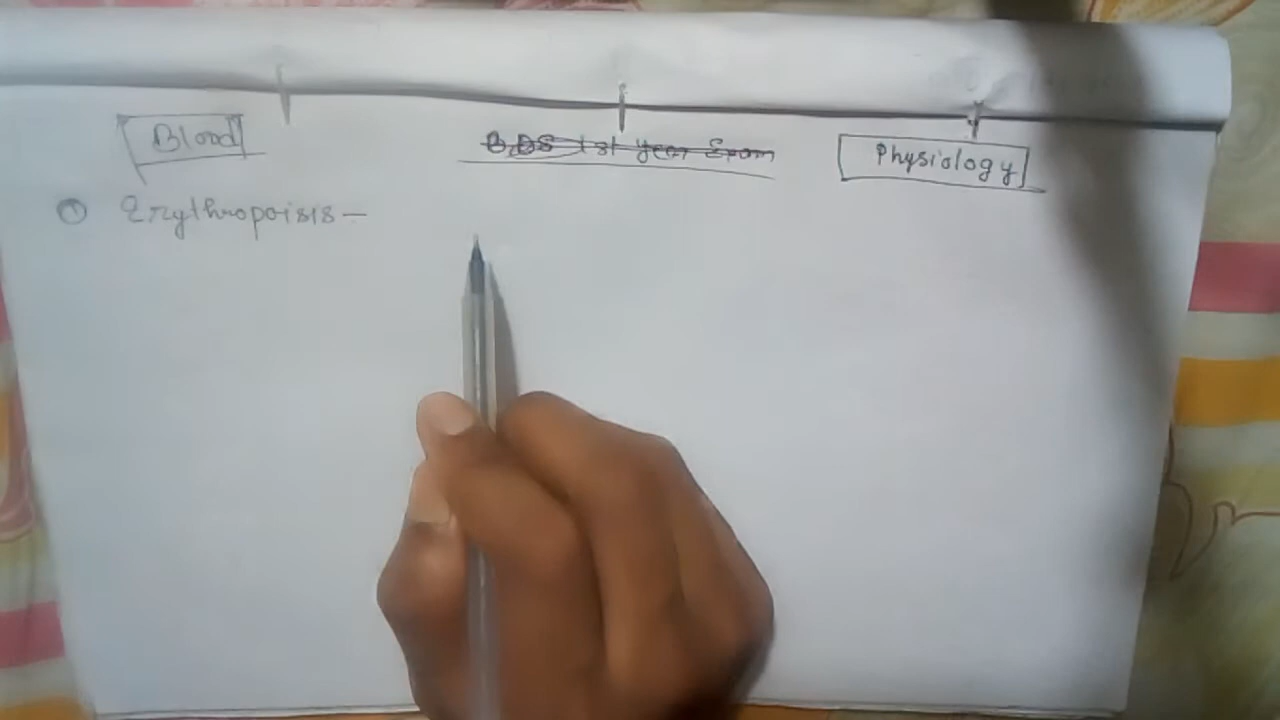 Blood
BDS 1st year Exam
Physiology
① Erythropoisis —